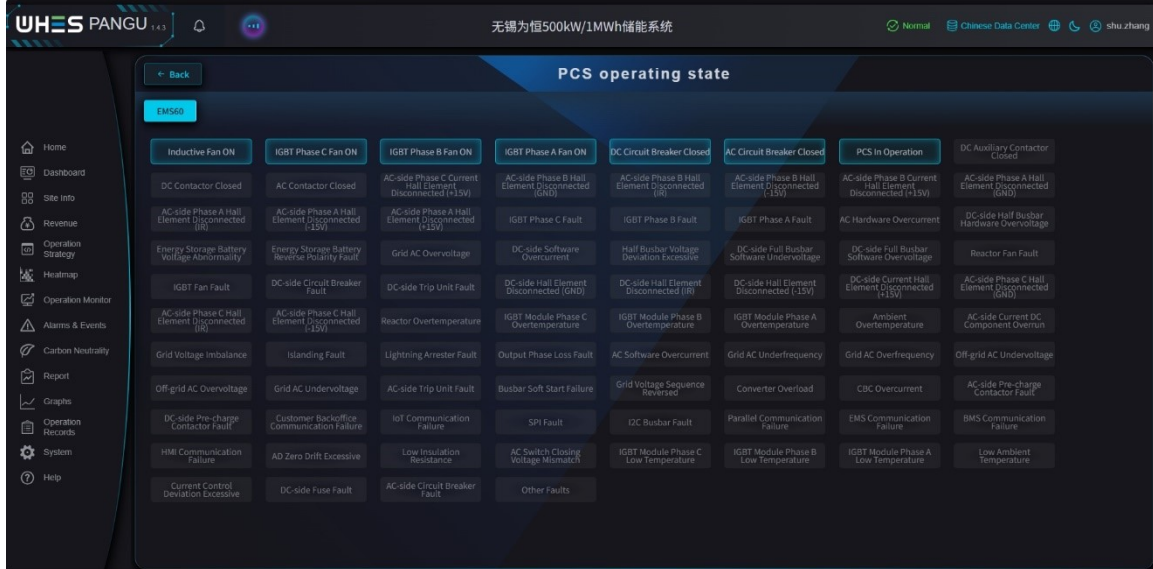 WHES PANGU 1.4.3
无锡为恒500kW/1MWh储能系统
Normal
Chinese Data Center
shu.zhang
← Back
PCS operating state
EMS60
Home
Dashboard
Site Info
Revenue
Operation
Strategy
Heatmap
Operation Monitor
Alarms & Events
Carbon Neutrality
Report
Graphs
Operation
Records
System
Help
Inductive Fan ON
IGBT Phase C Fan ON
IGBT Phase B Fan ON
IGBT Phase A Fan ON
DC Circuit Breaker Closed
AC Circuit Breaker Closed
PCS In Operation
DC Auxiliary Contactor
Closed
DC Contactor Closed
AC Contactor Closed
AC-side Phase C Current
Hall Element
Disconnected (+15V)
AC-side Phase B Hall
Element Disconnected
(GND)
AC-side Phase B Hall
Element Disconnected
(IR)
AC-side Phase B Hall
Element Disconnected
(-15V)
AC-side Phase B Current
Hall Element
Disconnected (+15V)
AC-side Phase A Hall
Element Disconnected
(GND)
AC-side Phase A Hall
Element Disconnected
(IR)
AC-side Phase A Hall
Element Disconnected
(-15V)
AC-side Phase A Hall
Element Disconnected
(+15V)
IGBT Phase C Fault
IGBT Phase B Fault
IGBT Phase A Fault
AC Hardware Overcurrent
DC-side Half Busbar
Hardware Overvoltage
Energy Storage Battery
Voltage Abnormality
Energy Storage Battery
Reverse Polarity Fault
Grid AC Overvoltage
DC-side Software
Overcurrent
Half Busbar Voltage
Deviation Excessive
DC-side Full Busbar
Software Undervoltage
DC-side Full Busbar
Software Overvoltage
Reactor Fan Fault
IGBT Fan Fault
DC-side Circuit Breaker
Fault
DC-side Trip Unit Fault
DC-side Hall Element
Disconnected (GND)
DC-side Hall Element
Disconnected (IR)
DC-side Hall Element
Disconnected (-15V)
DC-side Current Hall
Element Disconnected
(+15V)
AC-side Phase C Hall
Element Disconnected
(GND)
AC-side Phase C Hall
Element Disconnected
(IR)
AC-side Phase C Hall
Element Disconnected
(-15V)
Reactor Overtemperature
IGBT Module Phase C
Overtemperature
IGBT Module Phase B
Overtemperature
IGBT Module Phase A
Overtemperature
Ambient
Overtemperature
AC-side Current DC
Component Overrun
Grid Voltage Imbalance
Islanding Fault
Lightning Arrester Fault
Output Phase Loss Fault
AC Software Overcurrent
Grid AC Underfrequency
Grid AC Overfrequency
Off-grid AC Undervoltage
Off-grid AC Overvoltage
Grid AC Undervoltage
AC-side Trip Unit Fault
Busbar Soft Start Failure
Grid Voltage Sequence
Reversed
Converter Overload
CBC Overcurrent
AC-side Pre-charge
Contactor Fault
DC-side Pre-charge
Contactor Fault
Customer Backoffice
Communication Failure
IoT Communication
Failure
SPI Fault
I2C Busbar Fault
Parallel Communication
Failure
EMS Communication
Failure
BMS Communication
Failure
HMI Communication
Failure
AD Zero Drift Excessive
Low Insulation
Resistance
AC Switch Closing
Voltage Mismatch
IGBT Module Phase C
Low Temperature
IGBT Module Phase B
Low Temperature
IGBT Module Phase A
Low Temperature
Low Ambient
Temperature
Current Control
Deviation Excessive
DC-side Fuse Fault
AC-side Circuit Breaker
Fault
Other Faults